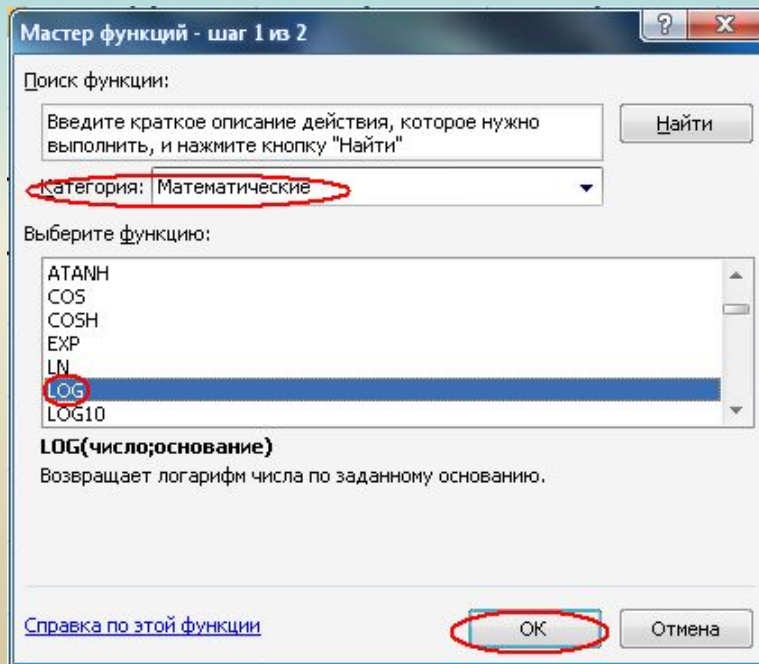 Мастер функций - шаг 1 из 2
?
X
Поиск функции:
Введите краткое описание действия, которое нужно
выполнить, и нажмите кнопку "Найти"
Найти
Категория: Математические
Выберите функцию:
ATANH
COS
COSH
EXP
LN
LOG
LOG10
LOG(число;основание)
Возвращает логарифм числа по заданному основанию.
Справка по этой функции
ОК
Отмена